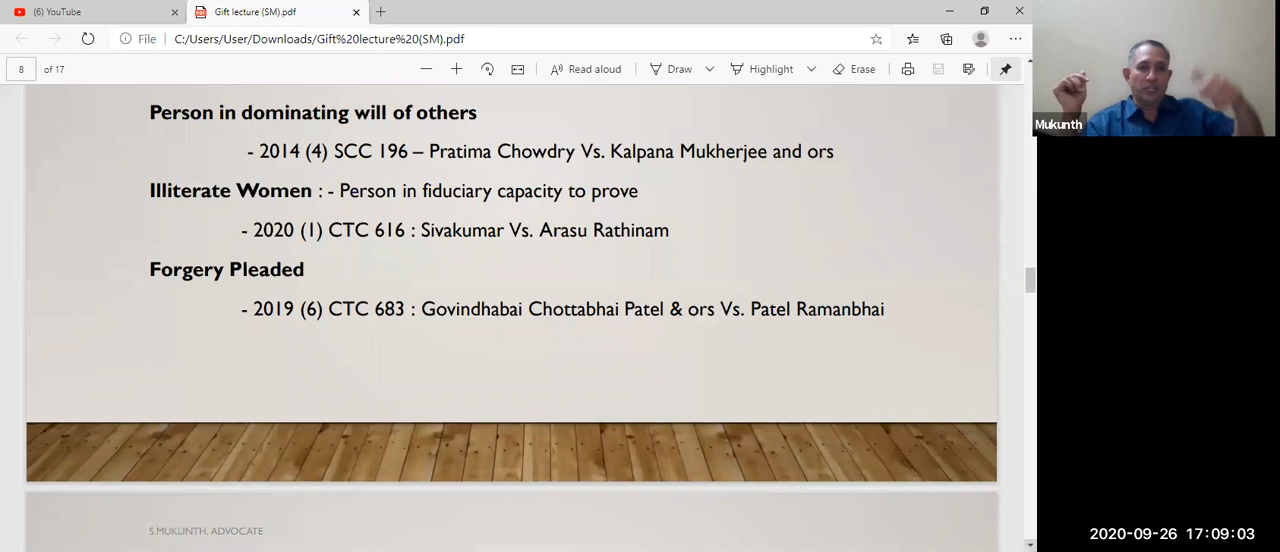 (6) YouTube
Gift lecture (SM).pdf
File
C:/Users/User/Downloads/Gift%20lecture%20(SM).pdf
8 of 17
Read aloud
Draw
Highlight
Erase
Person in dominating will of others
- 2014 (4) SCC 196 – Pratima Chowdry Vs. Kalpana Mukherjee and ors
Illiterate Women : - Person in fiduciary capacity to prove
- 2020 (1) CTC 616 : Sivakumar Vs. Arasu Rathinam
Forgery Pleaded
- 2019 (6) CTC 683 : Govindhabai Chottabhai Patel & ors Vs. Patel Ramanbhai
S.MUKUNTH, ADVOCATE
Mukunth
2020-09-26 17:09:03